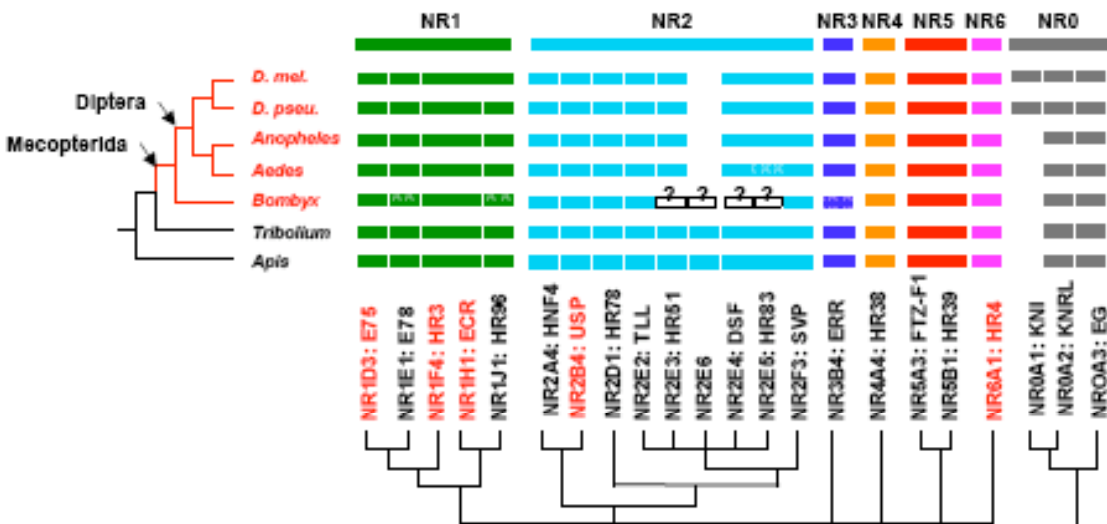 NR1 NR2 NR3 NR4 NR5 NR6 NR0
D. mel.
Diptera
D. pseu.
Mecopterida
Anopheles
Aedes
Bombyx
? ? ? ?
Tribolium
Apis
NR1D3: E75
NR1E1: E78
NR1F4: HR3
NR1H1: ECR
NR1J1: HR96
NR2A4: HNF4
NR2B4: USP
NR2D1: HR78
NR2E2: TLL
NR2E3: HR51
NR2E6
NR2E4: DSF
NR2E5: HR83
NR2F3: SVP
NR3B4: ERR
NR4A4: HR38
NR5A3: FTZ-F1
NR5B1: HR39
NR6A1: HR4
NR0A1: KNI
NR0A2: KNRL
NROA3: EG